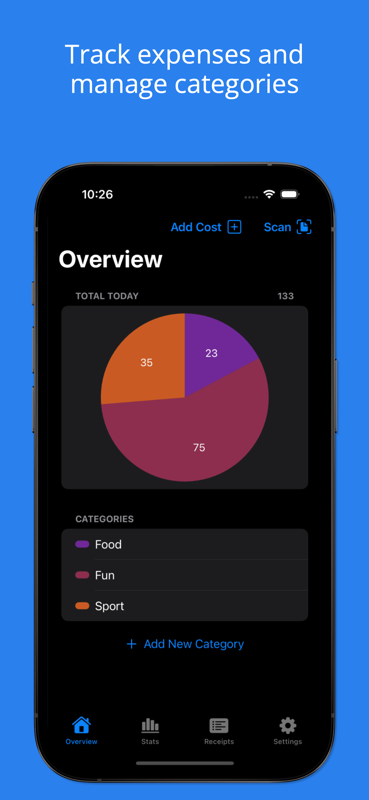 Track expenses and
manage categories
10:26
Add Cost
Scan
Overview
TOTAL TODAY 133
35
23
75
CATEGORIES
Food
Fun
Sport
+ Add New Category
Overview Stats Receipts Settings